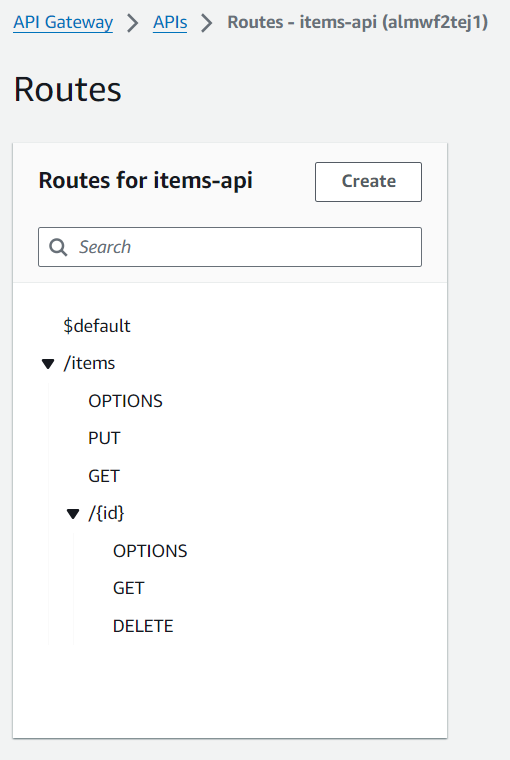 API Gateway > APIs > Routes - items-api (almwf2tej1)
Routes
Routes for items-api
Create
Search
$default
/items
OPTIONS
PUT
GET
/{id}
OPTIONS
GET
DELETE